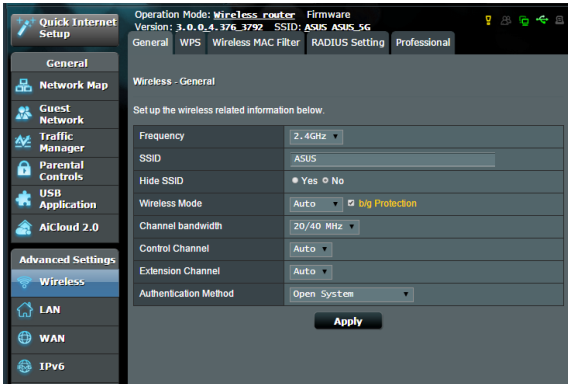 Quick Internet
Setup
General
Network Map
Guest
Network
Traffic
Manager
Parental
Controls
USB
Application
AiCloud 2.0
Advanced Settings
Wireless
LAN
WAN
IPv6
Operation Mode: Wireless router Firmware
Version: 3.0.0.4.376_3792 SSID: ASUS ASUS_5G
General WPS Wireless MAC Filter RADIUS Setting Professional
Wireless - General
Set up the wireless related information below.
Frequency 2.4GHz
SSID ASUS
Hide SSID Yes No
Wireless Mode Auto b/g Protection
Channel bandwidth 20/40 MHz
Control Channel Auto
Extension Channel Auto
Authentication Method Open System
Apply